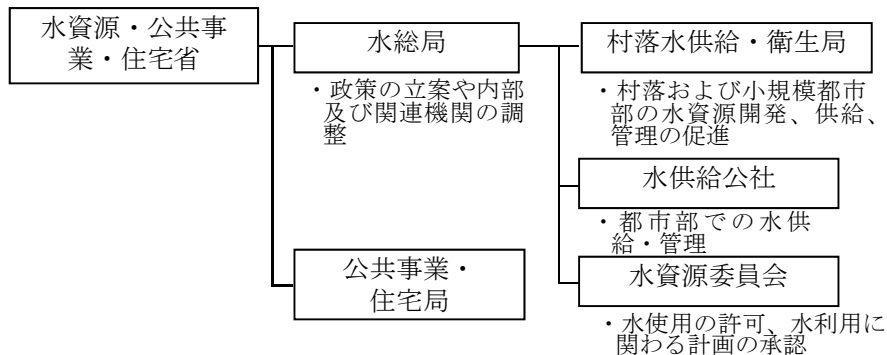 水資源・公共事
業・住宅省
水総局
・政策の立案や内部
及び関連機関の調
整
公共事業・
住宅局
村落水供給・衛生局
・村落および小規模都市
部の水資源開発、供給、
管理の促進
水供給公社
・都市部での水供
給・管理
水資源委員会
・水使用の許可、水利用に
関わる計画の承認